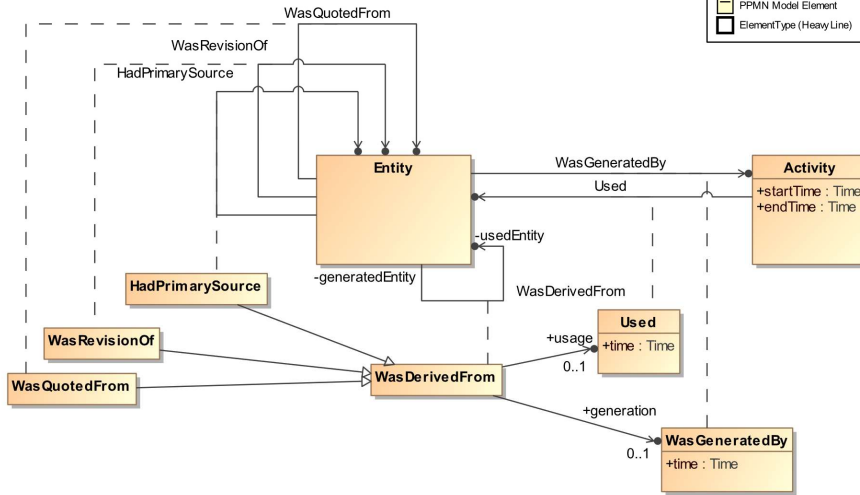 PPMN Model Element
ElementType (Heavy Line)
WasQuotedFrom
WasRevisionOf
HadPrimarySource
Entity
WasGeneratedBy
Used
Activity
+startTime : Time
+endTime : Time
-usedEntity
-generatedEntity
WasDerivedFrom
HadPrimarySource
WasRevisionOf
WasQuotedFrom
WasDerivedFrom
+usage
0..1
Used
+time : Time
+generation
0..1
WasGeneratedBy
+time : Time